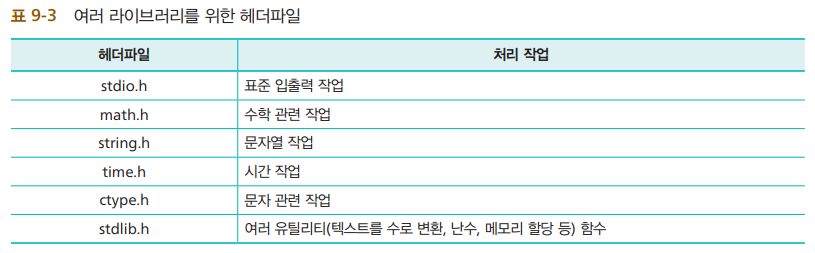 표 9-3 여러 라이브러리를 위한 헤더파일
헤더파일 처리 작업
stdio.h 표준 입출력 작업
math.h 수학 관련 작업
string.h 문자열 작업
time.h 시간 작업
ctype.h 문자 관련 작업
stdlib.h 여러 유틸리티(텍스트를 수로 변환, 난수, 메모리 할당 등) 함수